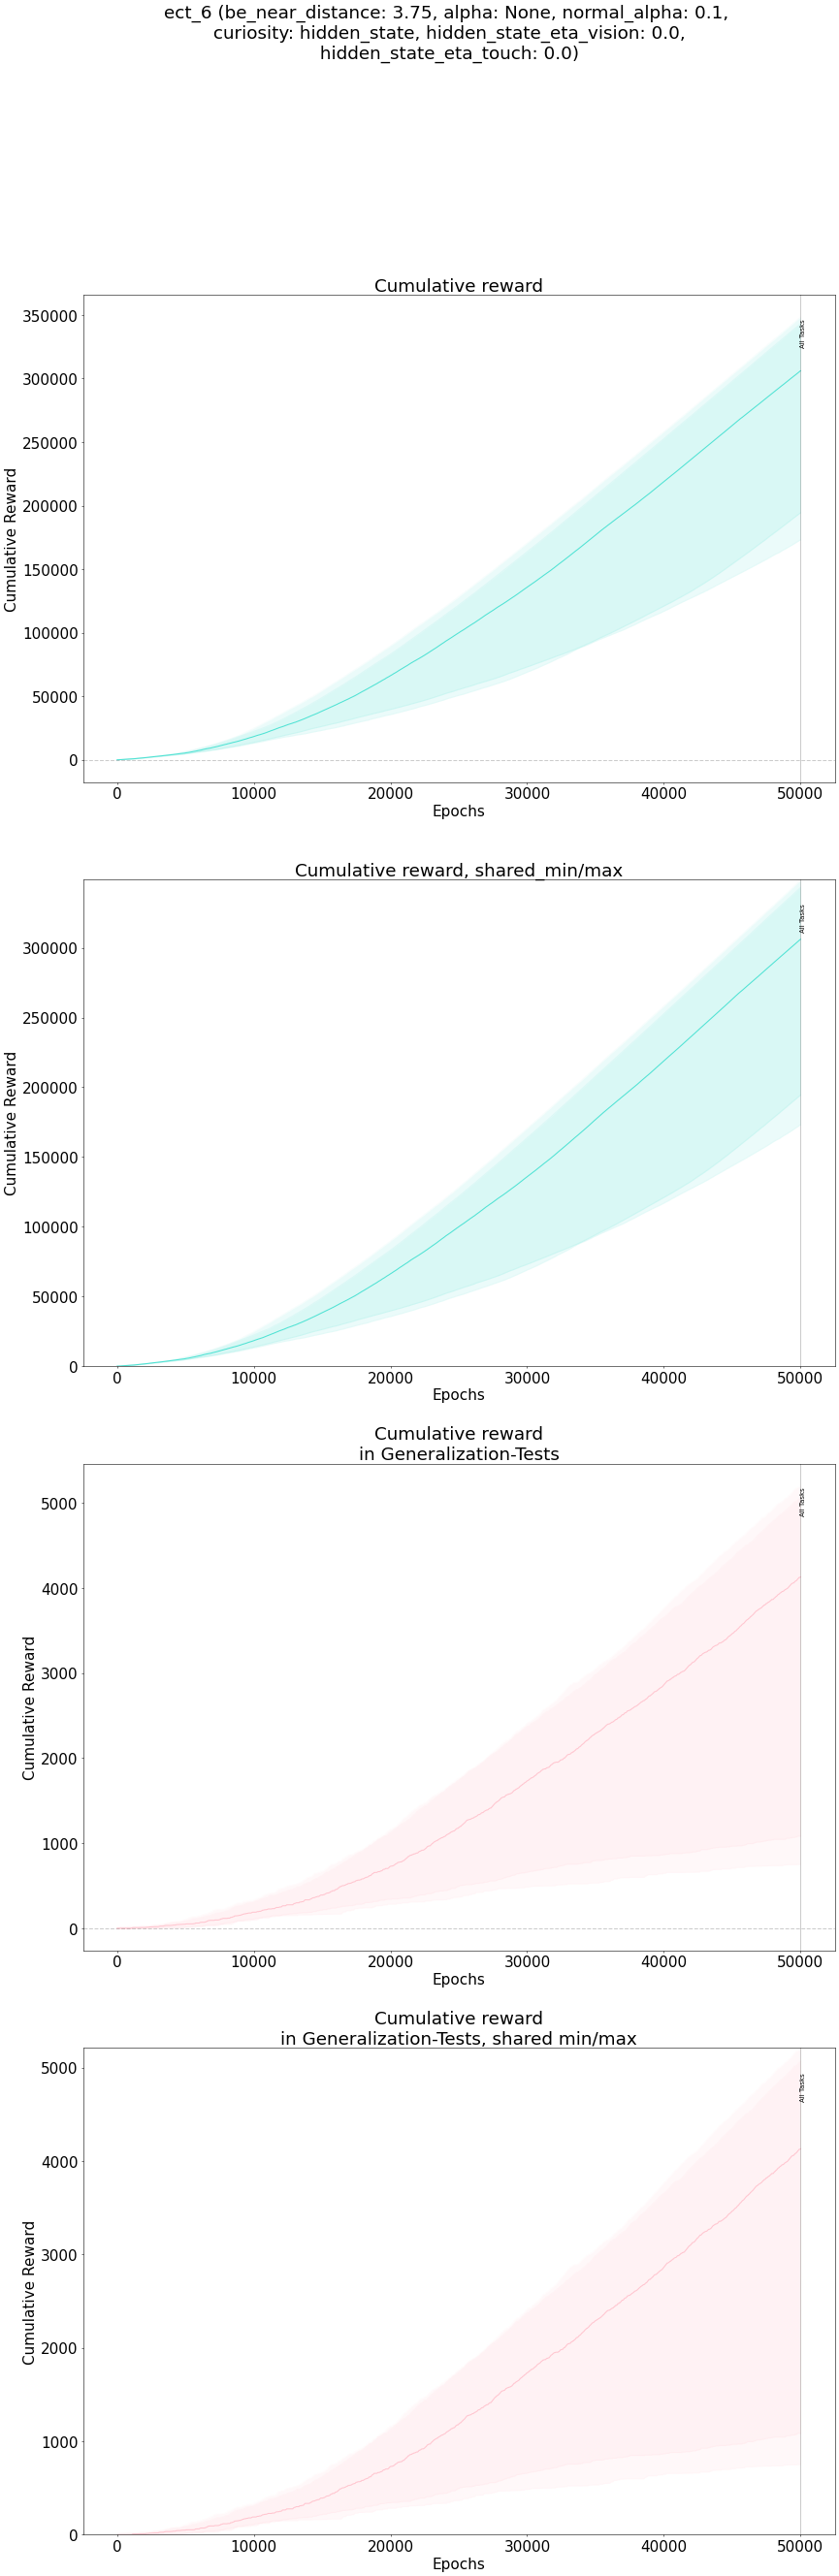 ect_6 (be_near_distance: 3.75, alpha: None, normal_alpha: 0.1,
curiosity: hidden_state, hidden_state_eta_vision: 0.0,
hidden_state_eta_touch: 0.0)
Cumulative reward
350000
300000
250000
200000
150000
100000
50000
0
Cumulative Reward
All Tasks
0 10000 20000 30000 40000 50000
Epochs
Cumulative reward, shared_min/max
300000
250000
200000
150000
100000
50000
0
Cumulative Reward
All Tasks
0 10000 20000 30000 40000 50000
Epochs
Cumulative reward
in Generalization-Tests
5000
4000
3000
2000
1000
0
Cumulative Reward
All Tasks
0 10000 20000 30000 40000 50000
Epochs
Cumulative reward
in Generalization-Tests, shared min/max
5000
4000
3000
2000
1000
0
Cumulative Reward
All Tasks
0 10000 20000 30000 40000 50000
Epochs